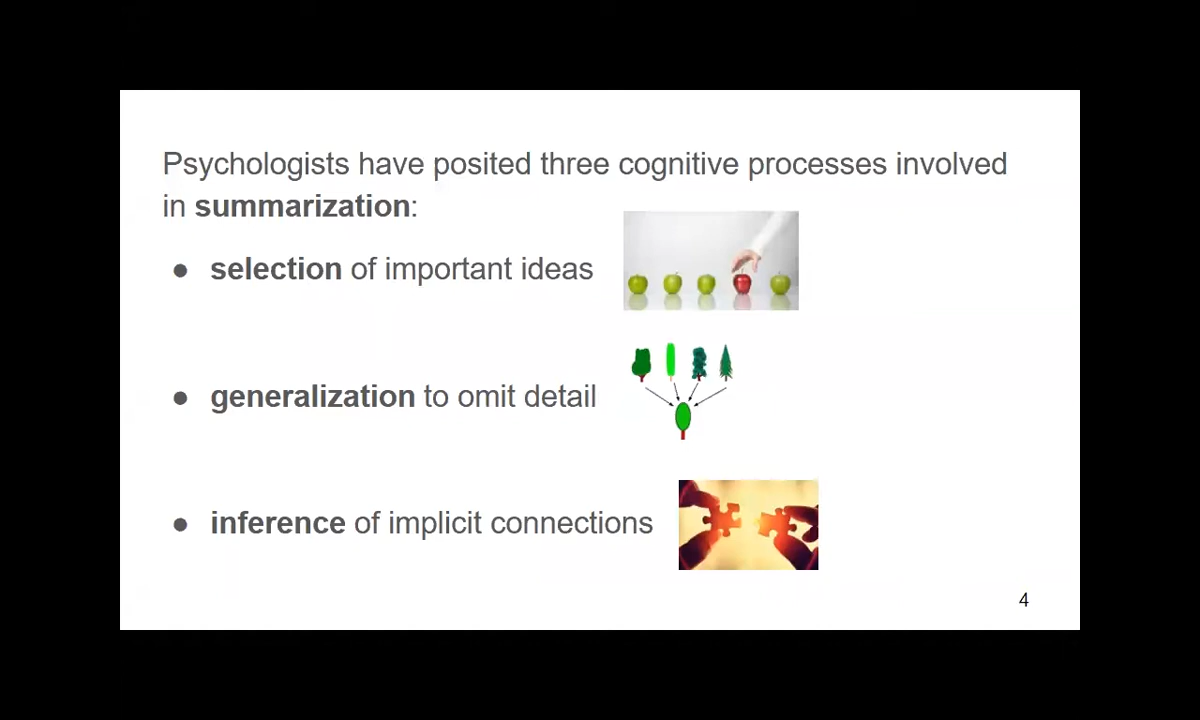 Psychologists have posited three cognitive processes involved
in summarization:
● selection of important ideas
● generalization to omit detail
● inference of implicit connections
4